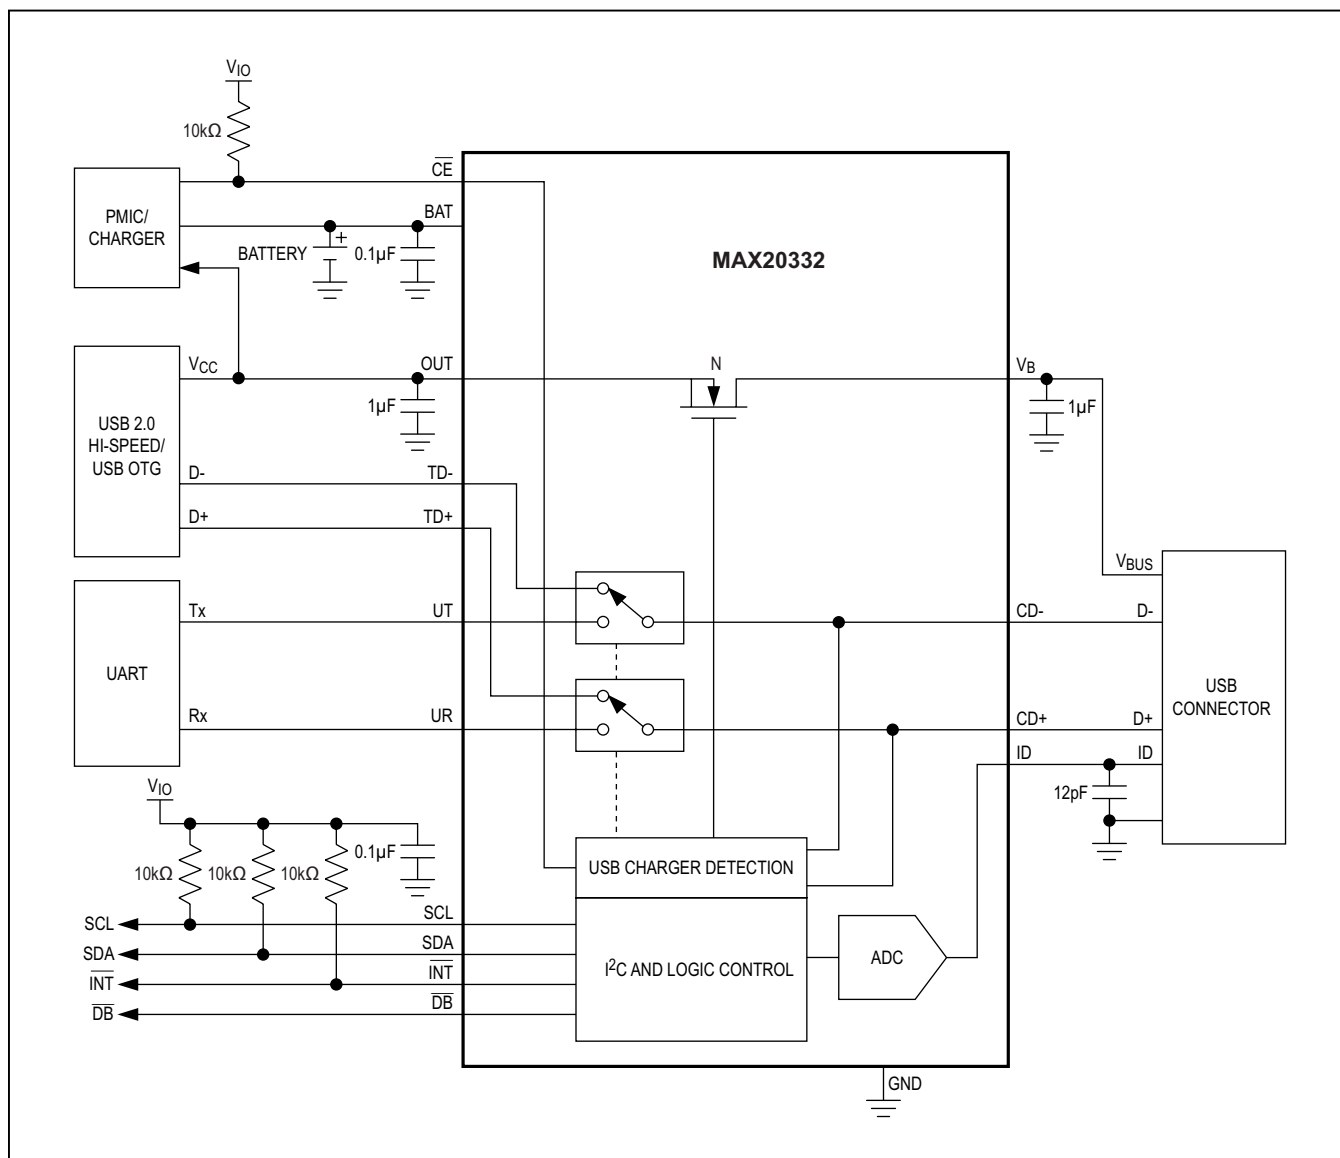 VIO
10kΩ
CE
PMIC/
CHARGER
BAT
BATTERY
+
0.1µF
MAX20332
VCC
OUT
N
VB
1µF
1µF
USB 2.0
HI-SPEED/
USB OTG
D-
TD-
D+
TD+
VBUS
Tx
UT
CD-
D-
UART
USB
CONNECTOR
Rx
UR
CD+
D+
ID
ID
VIO
12pF
10kΩ
10kΩ
10kΩ
0.1µF
USB CHARGER DETECTION
SCL
SCL
SDA
SDA
I2C AND LOGIC CONTROL
ADC
INT
INT
DB
DB
GND